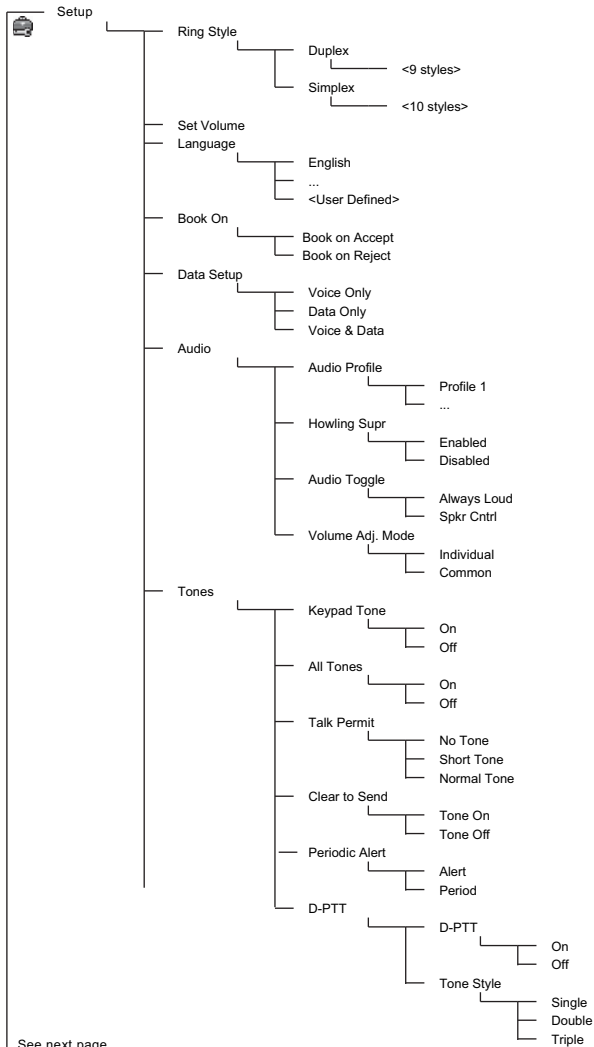 Setup
Ring Style
Duplex
<9 styles>
Simplex
<10 styles>
Set Volume
Language
English
...
<User Defined>
Book On
Book on Accept
Book on Reject
Data Setup
Voice Only
Data Only
Voice & Data
Audio
Audio Profile
Profile 1
...
Howling Supr
Enabled
Disabled
Audio Toggle
Always Loud
Spkr Cntrl
Volume Adj. Mode
Individual
Common
Tones
Keypad Tone
On
Off
All Tones
On
Off
Talk Permit
No Tone
Short Tone
Normal Tone
Clear to Send
Tone On
Tone Off
Periodic Alert
Alert
Period
D-PTT
D-PTT
On
Off
Tone Style
Single
Double
Triple
See next page